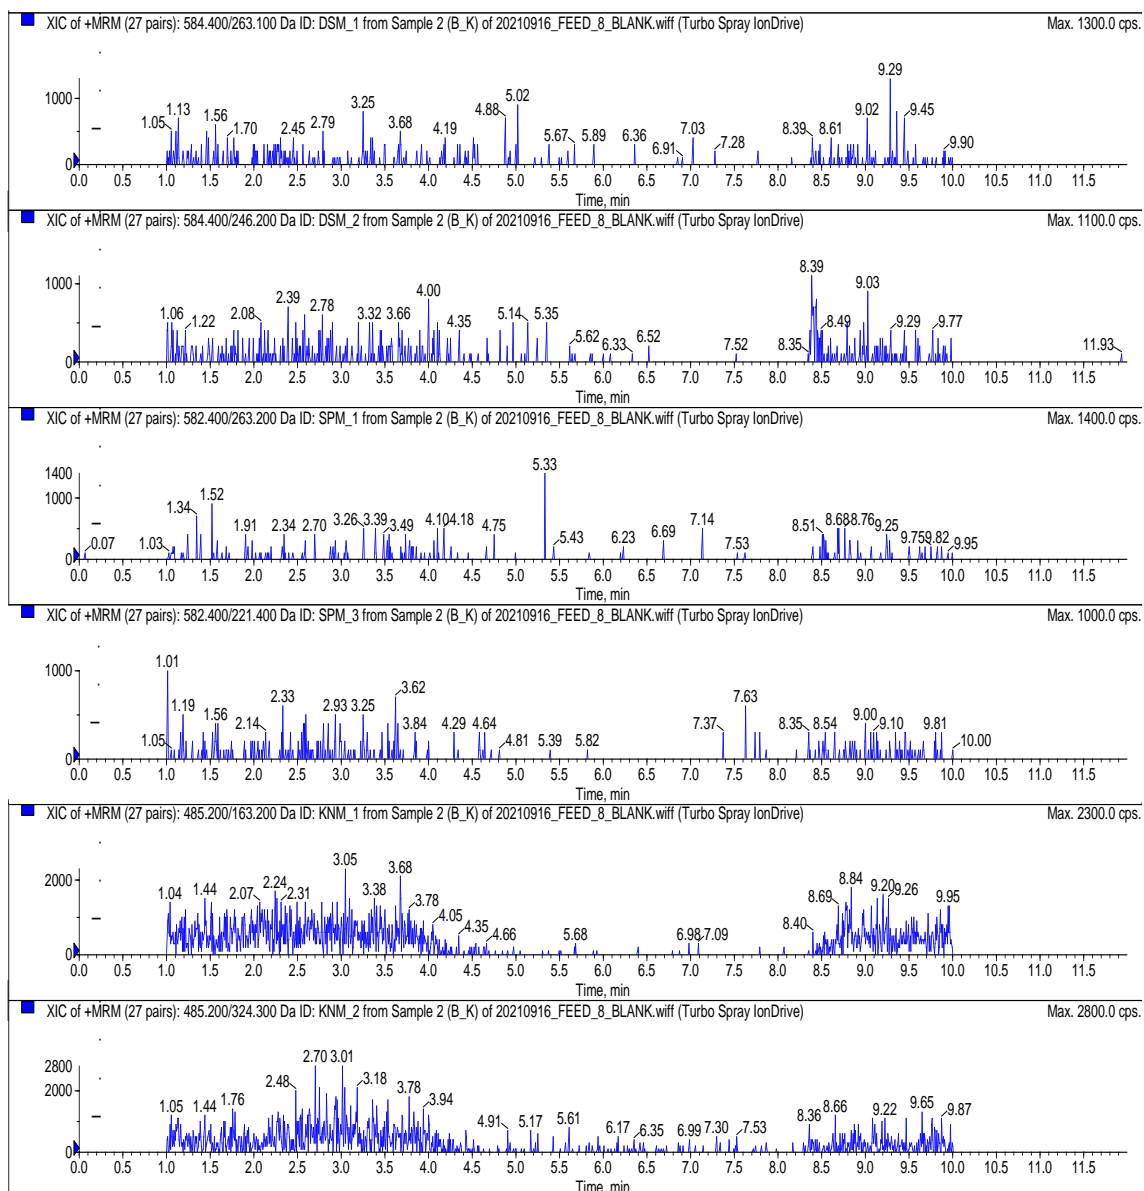 XIC of +MRM (27 pairs): 584.400/263.100 Da ID: DSM_1 from Sample 2 (B_K) of 20210916_FEED_8_BLANK.wiff (Turbo Spray IonDrive) Max. 1300.0 cps.
9.29
1000 1.05 1.13 1.56 1.70 2.45 2.79 3.25 3.68 4.19 4.88 5.02 5.67 5.89 6.36 6.91 7.03 7.28 8.39 8.61 9.02 9.45 9.90
0
0.0 0.5 1.0 1.5 2.0 2.5 3.0 3.5 4.0 4.5 5.0 5.5 6.0 6.5 7.0 7.5 8.0 8.5 9.0 9.5 10.0 10.5 11.0 11.5
Time, min
XIC of +MRM (27 pairs): 584.400/246.200 Da ID: DSM_2 from Sample 2 (B_K) of 20210916_FEED_8_BLANK.wiff (Turbo Spray IonDrive) Max. 1100.0 cps.
1000 1.06 1.22 2.08 2.39 2.78 3.32 3.66 4.00 4.35 5.14 5.35 5.62 6.33 6.52 7.52 8.35 8.39 8.49 9.03 9.29 9.77 11.93
0
0.0 0.5 1.0 1.5 2.0 2.5 3.0 3.5 4.0 4.5 5.0 5.5 6.0 6.5 7.0 7.5 8.0 8.5 9.0 9.5 10.0 10.5 11.0 11.5
Time, min
XIC of +MRM (27 pairs): 582.400/263.200 Da ID: SPM_1 from Sample 2 (B_K) of 20210916_FEED_8_BLANK.wiff (Turbo Spray IonDrive) Max. 1400.0 cps.
1400 5.33
1000 0.07 1.03 1.34 1.52 1.91 2.34 2.70 3.26 3.39 3.49 4.10 4.18 4.75 5.43 6.23 6.69 7.14 7.53 8.51 8.68 8.76 9.25 9.75 9.82 9.95
0
0.0 0.5 1.0 1.5 2.0 2.5 3.0 3.5 4.0 4.5 5.0 5.5 6.0 6.5 7.0 7.5 8.0 8.5 9.0 9.5 10.0 10.5 11.0 11.5
Time, min
XIC of +MRM (27 pairs): 582.400/221.400 Da ID: SPM_3 from Sample 2 (B_K) of 20210916_FEED_8_BLANK.wiff (Turbo Spray IonDrive) Max. 1000.0 cps.
1000 1.01 1.05 1.19 1.56 2.14 2.33 2.93 3.25 3.62 3.84 4.29 4.64 4.81 5.39 5.82 7.37 7.63 8.35 8.54 9.00 9.10 9.81 10.00
0
0.0 0.5 1.0 1.5 2.0 2.5 3.0 3.5 4.0 4.5 5.0 5.5 6.0 6.5 7.0 7.5 8.0 8.5 9.0 9.5 10.0 10.5 11.0 11.5
Time, min
XIC of +MRM (27 pairs): 485.200/163.200 Da ID: KNM_1 from Sample 2 (B_K) of 20210916_FEED_8_BLANK.wiff (Turbo Spray IonDrive) Max. 2300.0 cps.
2000 1.04 1.44 2.07 2.24 2.31 3.05 3.38 3.68 3.78 4.05 4.35 4.66 5.68 6.98 7.09 8.40 8.69 8.84 9.20 9.26 9.95
0
0.0 0.5 1.0 1.5 2.0 2.5 3.0 3.5 4.0 4.5 5.0 5.5 6.0 6.5 7.0 7.5 8.0 8.5 9.0 9.5 10.0 10.5 11.0 11.5
Time, min
XIC of +MRM (27 pairs): 485.200/324.300 Da ID: KNM_2 from Sample 2 (B_K) of 20210916_FEED_8_BLANK.wiff (Turbo Spray IonDrive) Max. 2800.0 cps.
2800 2.70 3.01
2000 1.05 1.44 1.76 2.48 3.18 3.78 3.94 4.91 5.17 5.61 6.17 6.35 6.99 7.30 7.53 8.36 8.66 9.22 9.65 9.87
0
0.0 0.5 1.0 1.5 2.0 2.5 3.0 3.5 4.0 4.5 5.0 5.5 6.0 6.5 7.0 7.5 8.0 8.5 9.0 9.5 10.0 10.5 11.0 11.5
Time, min